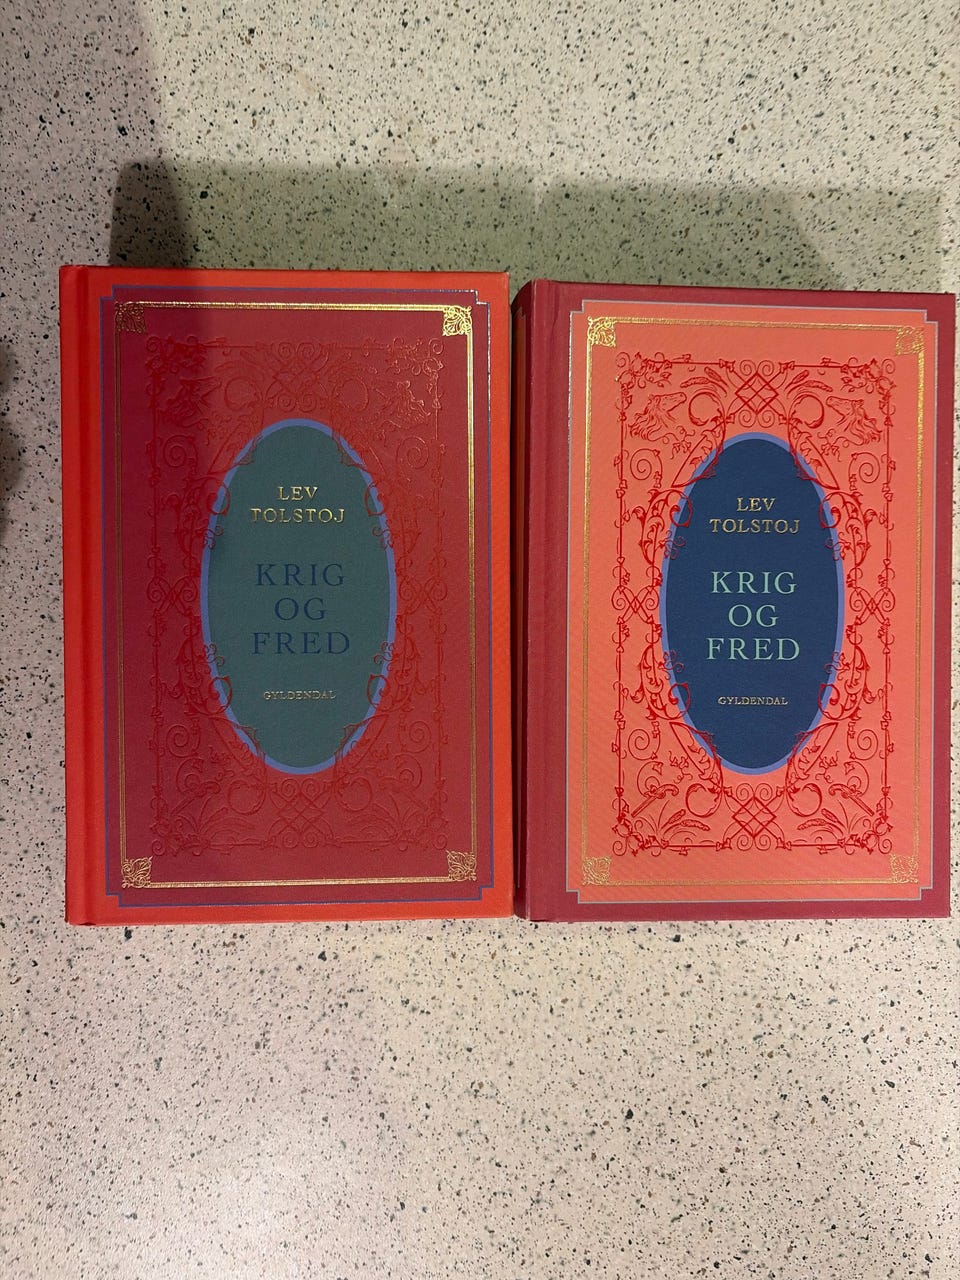 LEV
TOLSTOJ
KRIG
OG
FRED
GYLDENDAL
LEV
TOLSTOJ
KRIG
OG
FRED
GYLDENDAL